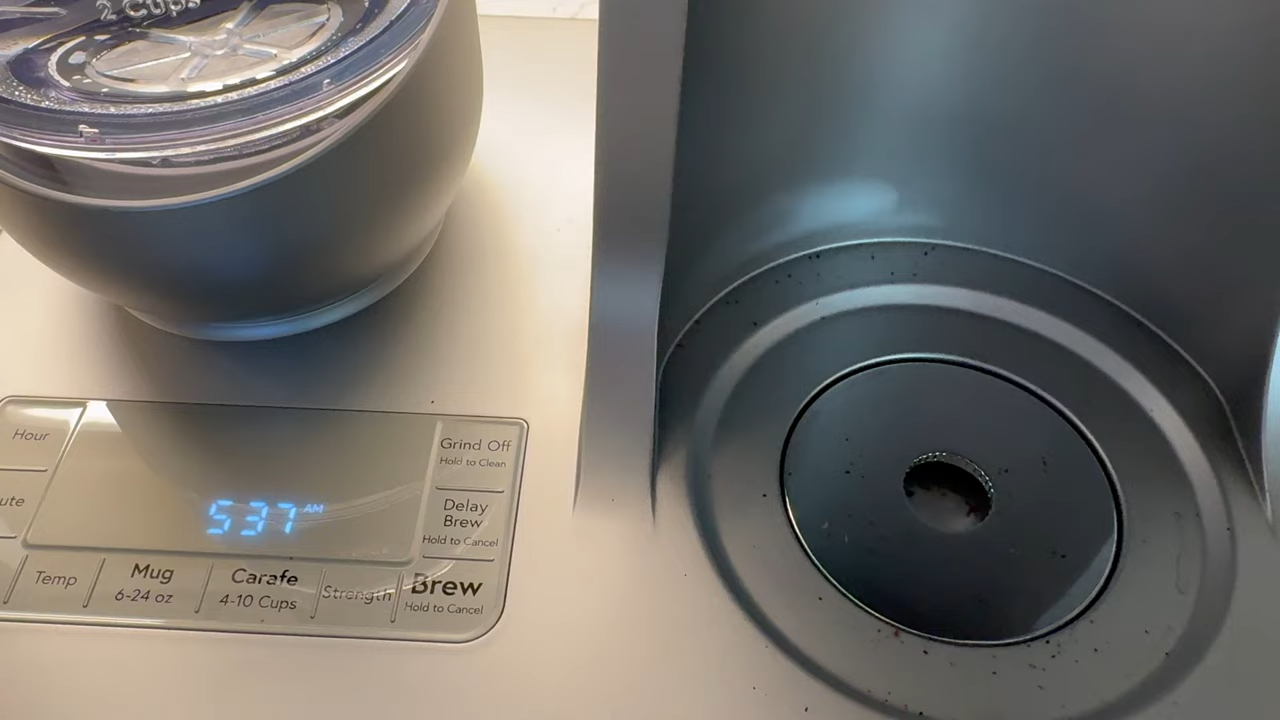 2 Cups
Hour
ute
5 37 AM
Grind Off
Hold to Clean
Delay
Brew
Hold to Cancel
Temp
Mug
6-24 oz
Carafe
4-10 Cups
Strength
Brew
Hold to Cancel